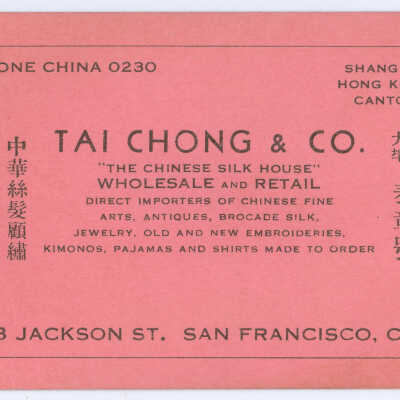 ONE CHINA 0230
SHANG
HONG K
CANTO
TAI CHONG & CO.
"THE CHINESE SILK HOUSE"
WHOLESALE AND RETAIL
DIRECT IMPORTERS OF CHINESE FINE
ARTS, ANTIQUES, BROCADE SILK,
JEWELRY, OLD AND NEW EMBROIDERIES,
KIMONOS, PAJAMAS AND SHIRTS MADE TO ORDER
中華絲髮顧繡
JACKSON ST. SAN FRANCISCO, C